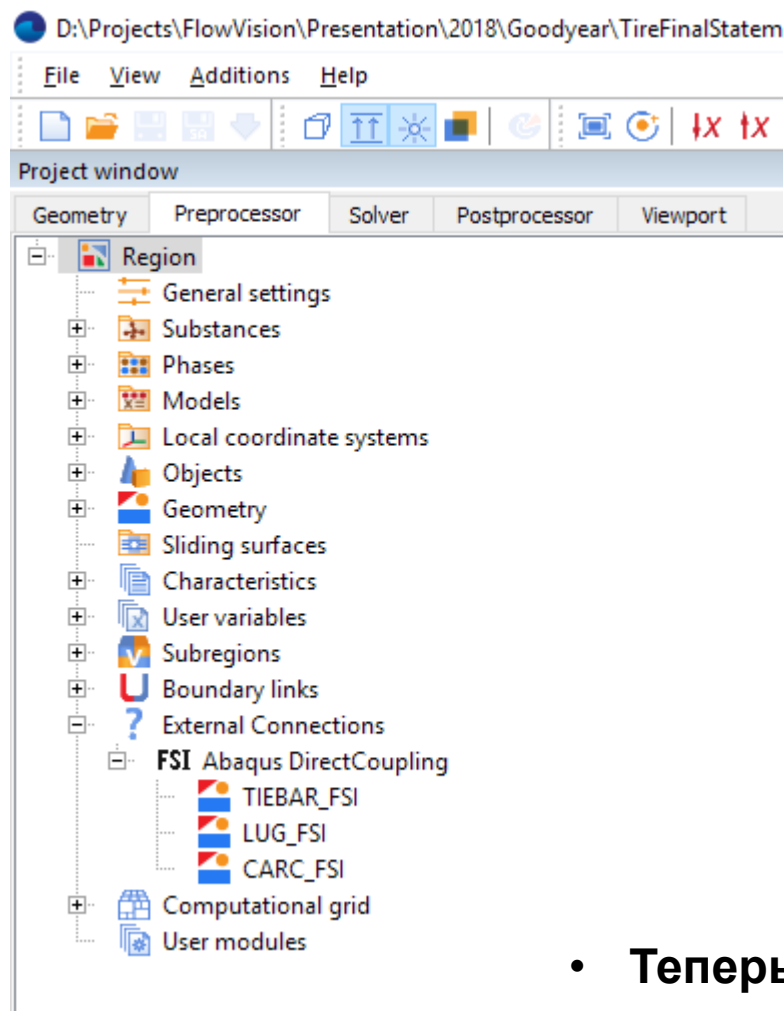 D:\Projects\FlowVision\Presentation\2018\Goodyear\TireFinalStatem
File View Additions Help
Project window
Geometry Preprocessor Solver Postprocessor Viewport
Region
General settings
Substances
Phases
Models
Local coordinate systems
Objects
Geometry
Sliding surfaces
Characteristics
User variables
Subregions
Boundary links
External Connections
FSI Abaqus DirectCoupling
TIEBAR_FSI
LUG_FSI
CARC_FSI
Computational grid
User modules
• Теперь